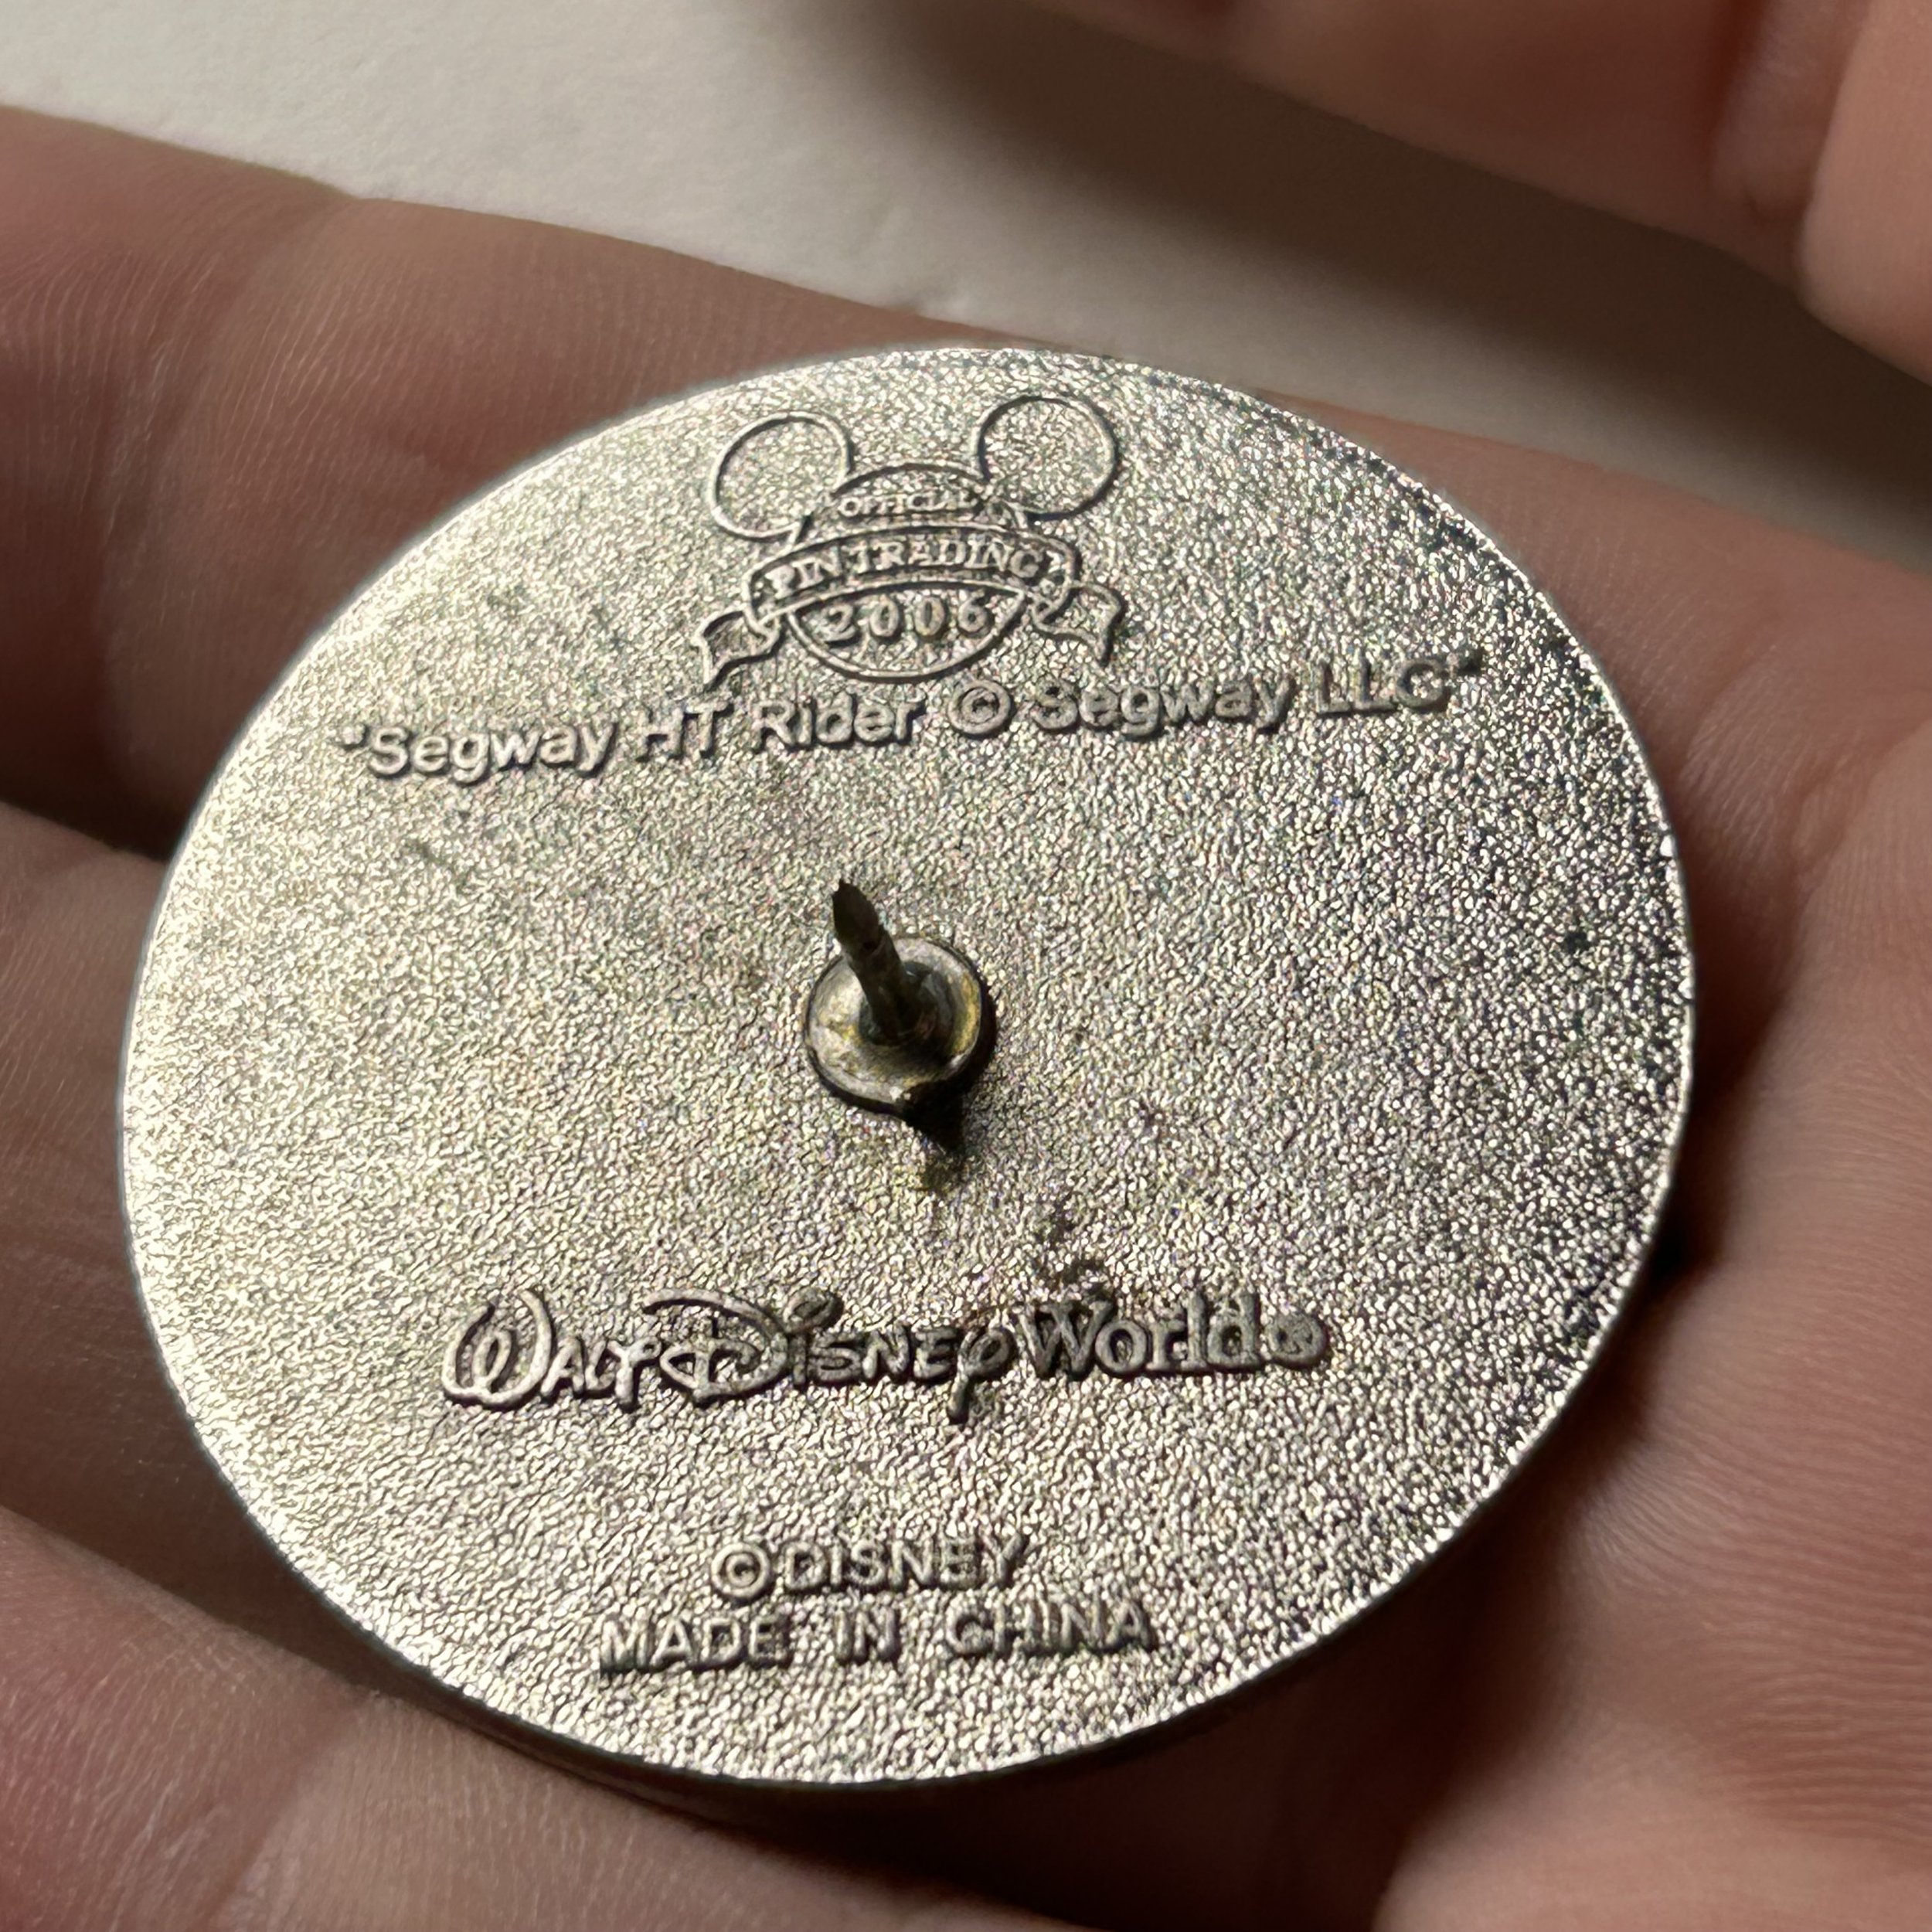 OFFICIAL
PIN TRADING
2006
"Segway HT Rider © Segway LLC"
WALT DISNEY World®
©DISNEY
MADE IN CHINA